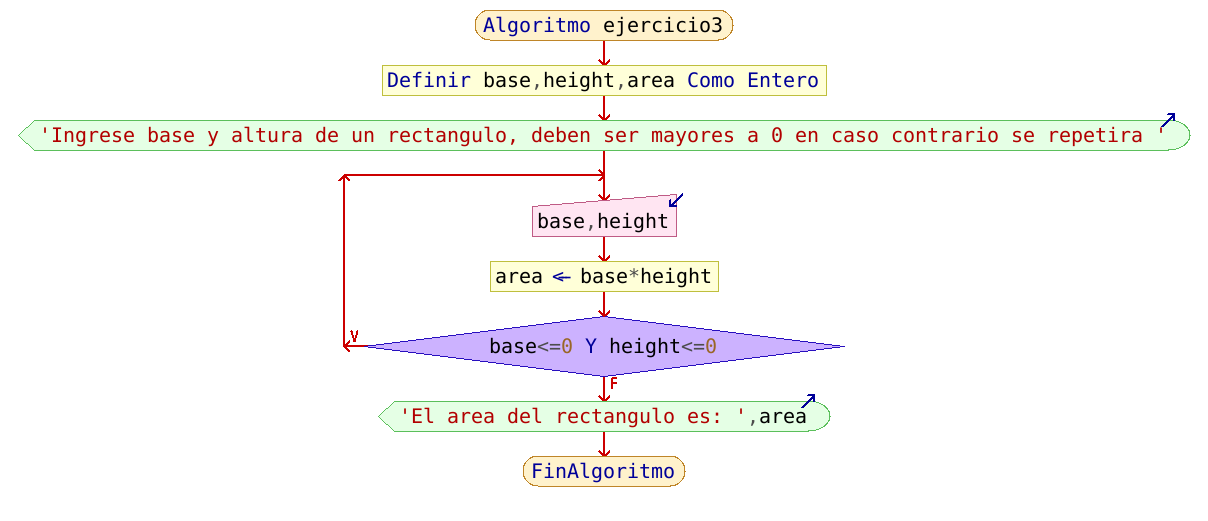 Algoritmo ejercicio3
Definir base,height,area Como Entero
'Ingrese base y altura de un rectangulo, deben ser mayores a 0 en caso contrario se repetira '
base,height
area ← base*height
V
base<=0 Y height<=0
F
'El area del rectangulo es: ',area
FinAlgoritmo